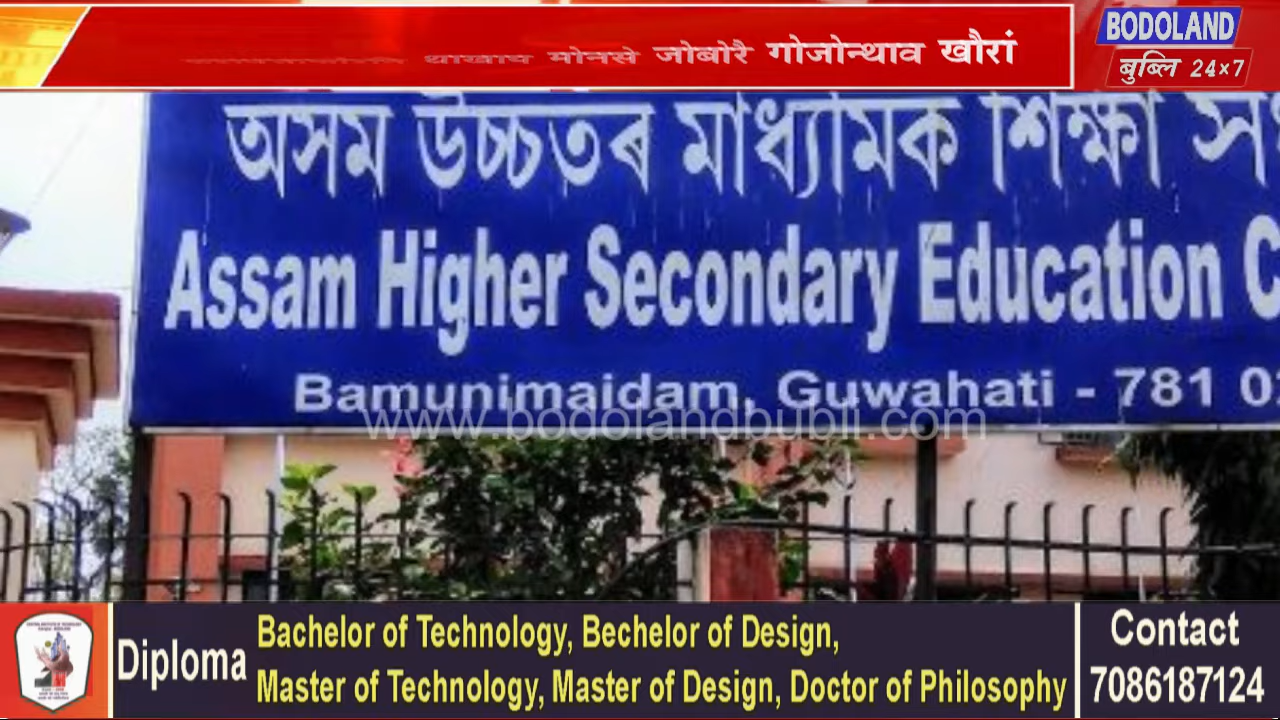 थाखाय मोनसे जोबोरै गोजोन्थाव खौरां
BODOLAND
बुब्लि 24×7
অসম উচ্চতৰ মাধ্যমিক শিক্ষা
Assam Higher Secondary Education
Bamunimaidam, Guwahati - 781
www.bodolandbubli.com
Diploma
Bachelor of Technology, Bechelor of Design,
Master of Technology, Master of Design, Doctor of Philosophy
Contact
7086187124